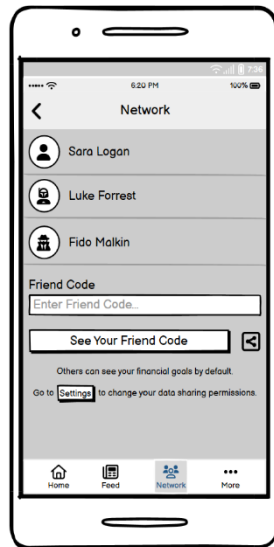 7:36
6:20 PM 100%
Network
Sara Logan
Luke Forrest
Fido Malkin
Friend Code
Enter Friend Code...
See Your Friend Code
Others can see your financial goals by default.
Go to Settings to change your data sharing permissions.
Home Feed Network More